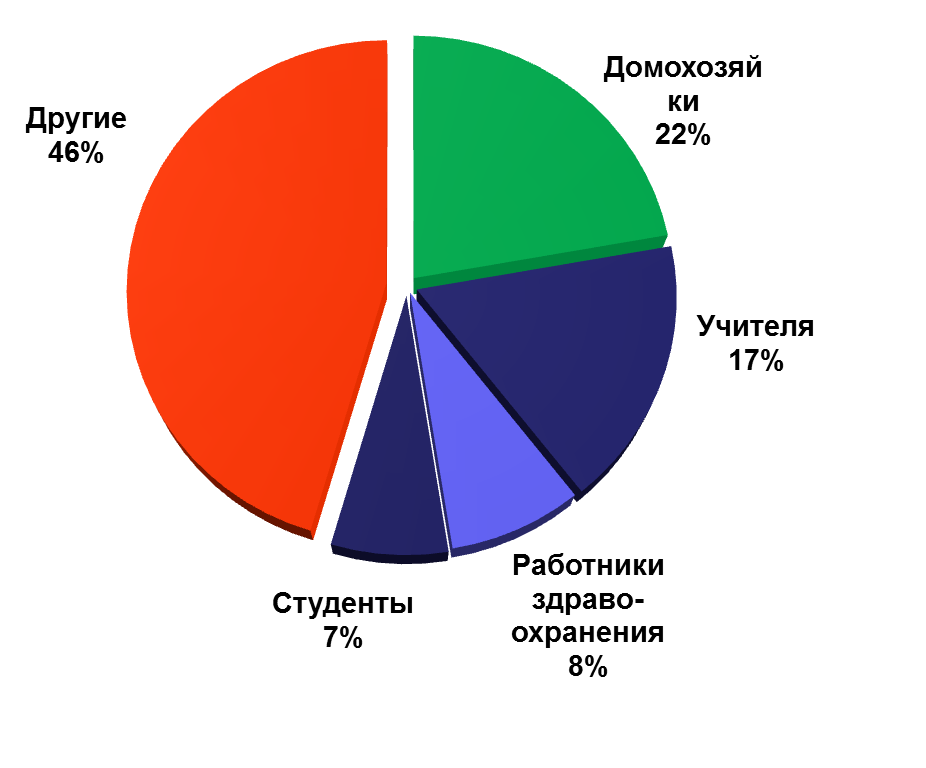 Домохозяй
ки
22%
Другие
46%
Учителя
17%
Работники
здраво-
охранения
8%
Студенты
7%